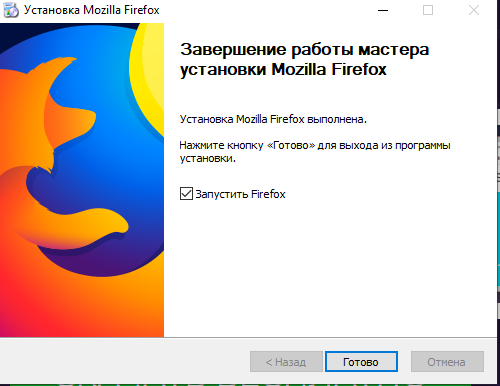 Установка Mozilla Firefox
Завершение работы мастера
установки Mozilla Firefox
Установка Mozilla Firefox выполнена.
Нажмите кнопку «Готово» для выхода из программы
установки.
Запустить Firefox
< Назад
Готово
Отмена